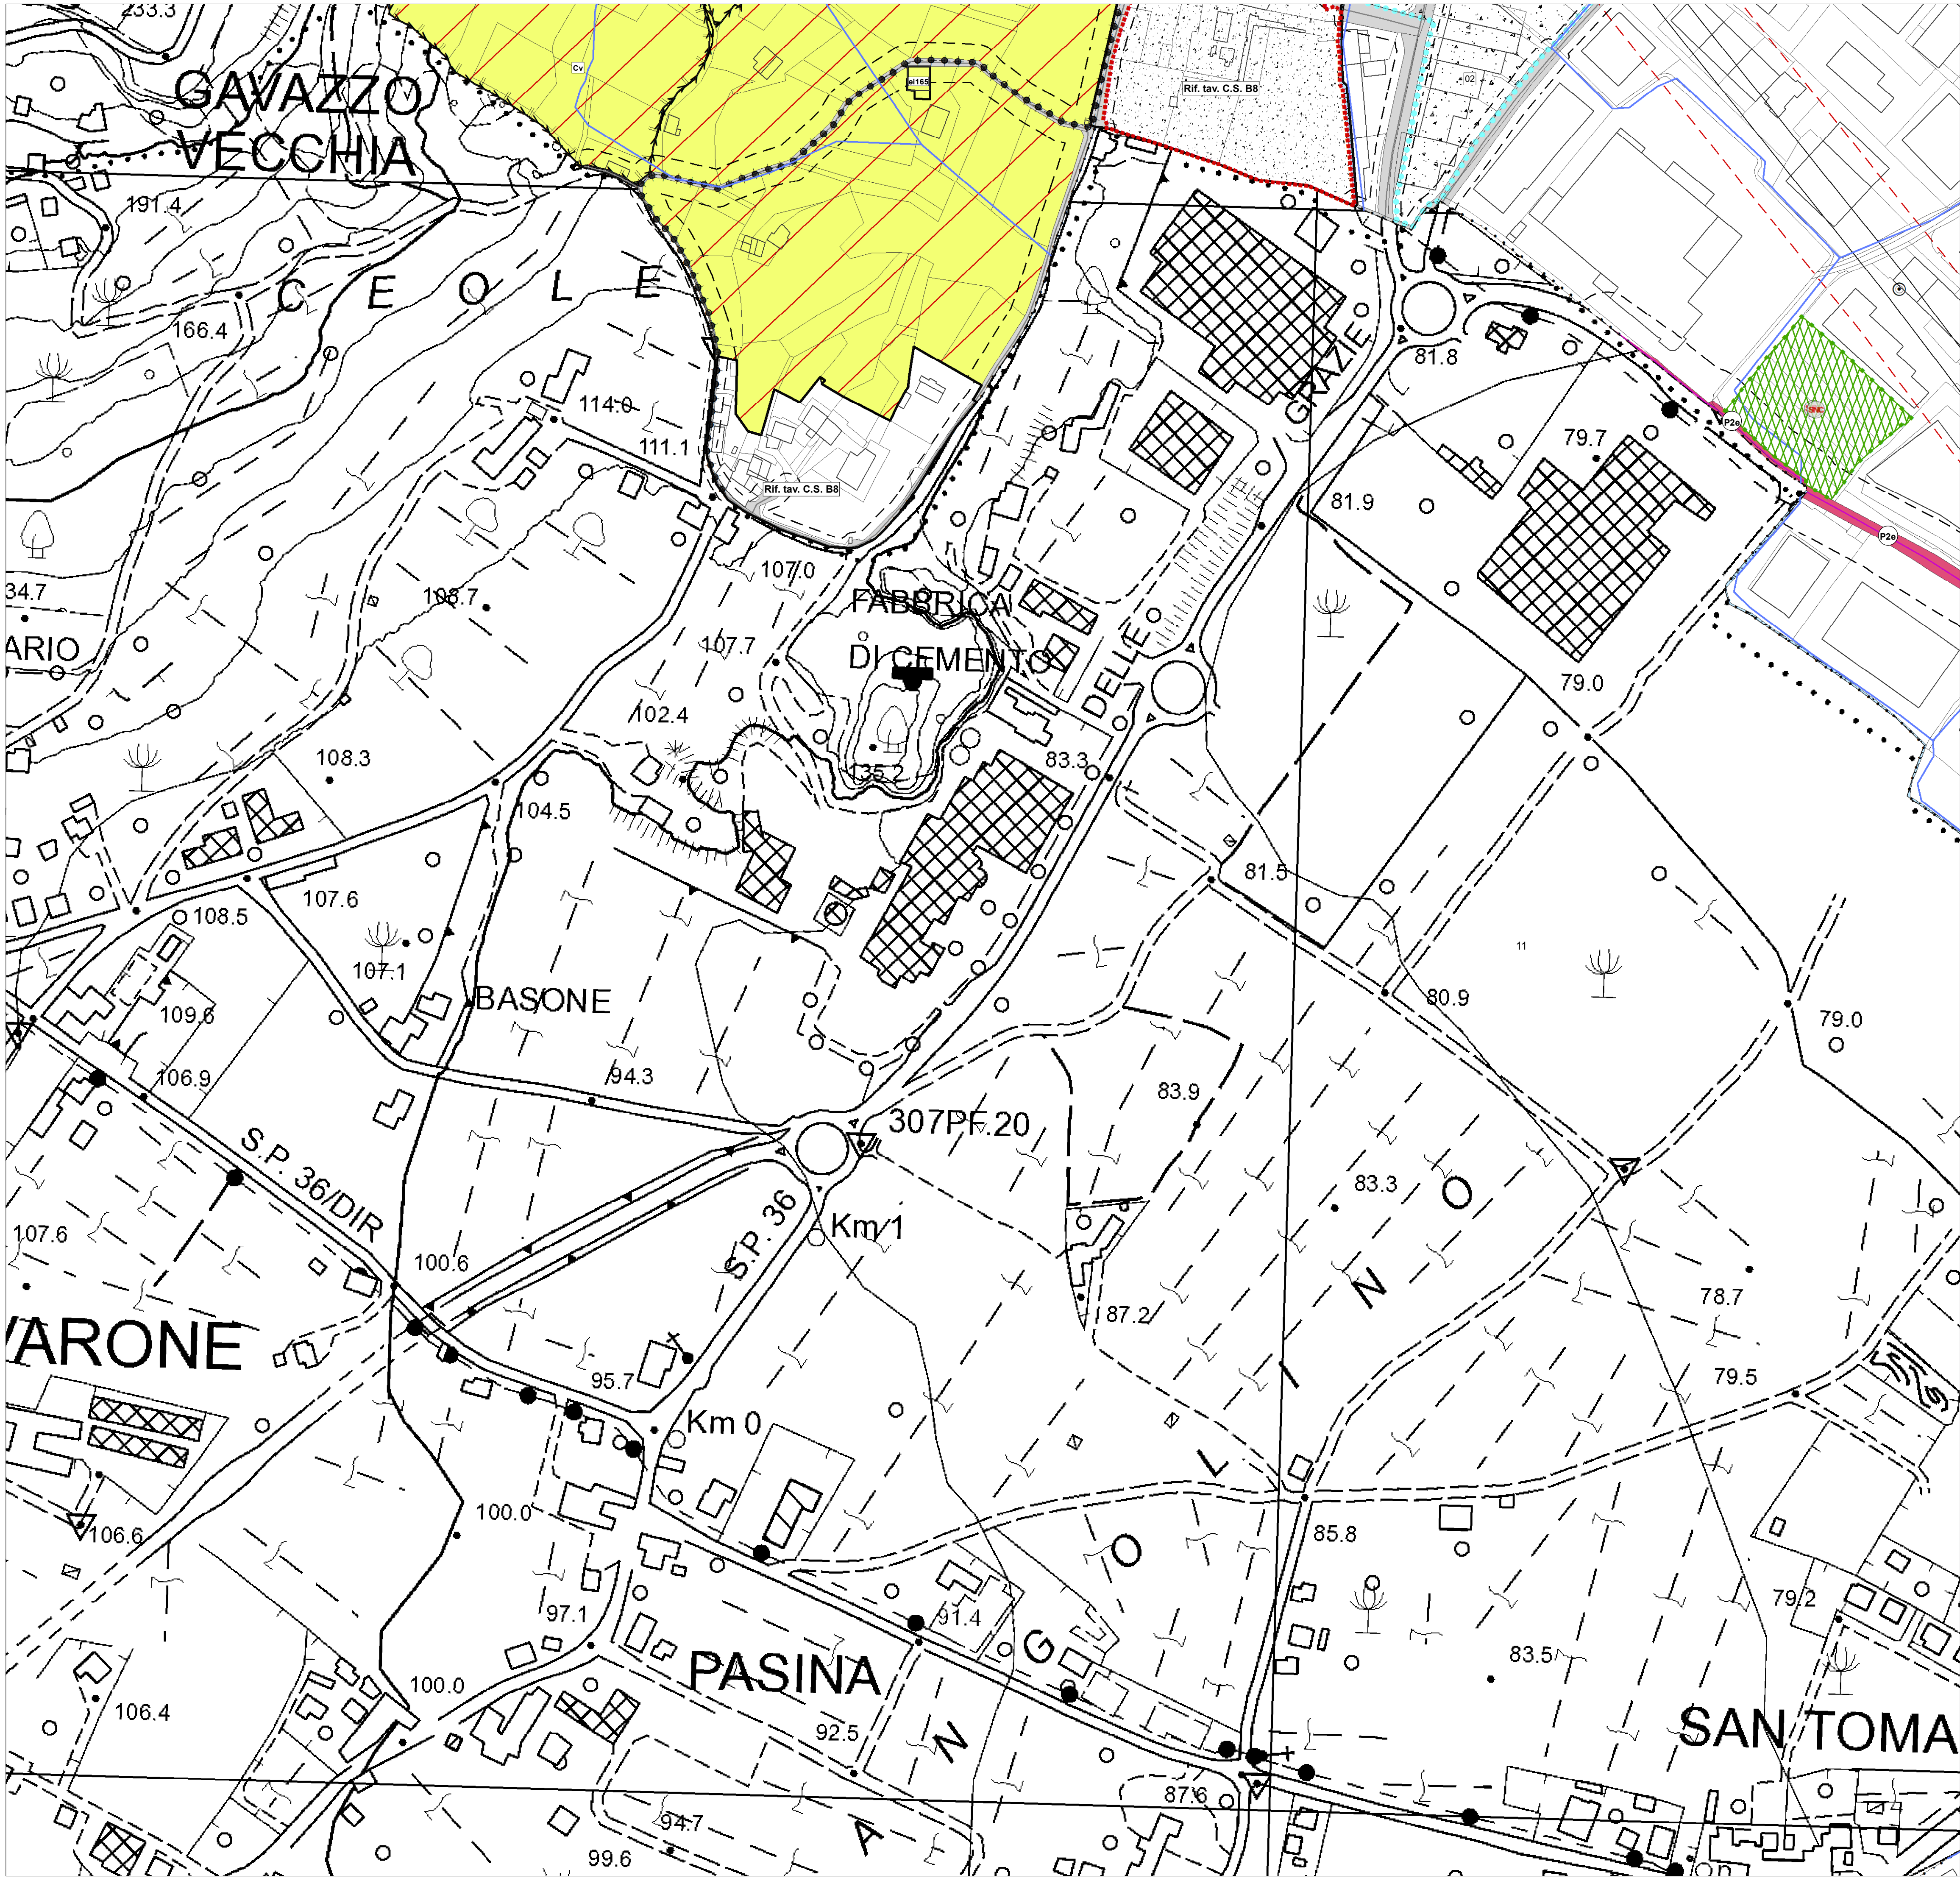 233.3
GAVAZZO
VECCHIA
Cv
ei165
Rif. tav. C.S. B8
02
191.4
C E O L E
166.4
GRAZIE
81.8
114.0
111.1
79.7
SNC
P2e
P2e
Rif. tav. C.S. B8
81.9
107.0
34.7
108.7
FABBRICA
ARIO
107.7
DI CEMENTO
DELLE
79.0
102.4
108.3
135.2
83.3
104.5
81.5
107.6
108.5
107.1
11
BASONE
80.9
109.6
79.0
106.9
94.3
83.9
307PF.20
S.P. 36/DIR
83.3
107.6
S.P. 36
Km 1
100.6
87.2
78.7
VARONE
95.7
79.5
Km 0
106.6
100.0
85.8
97.1
91.4
79.2
PASINA
83.5
100.0
106.4
92.5
SAN TOMA
87.6
94.7
99.6
A N G O L I N O